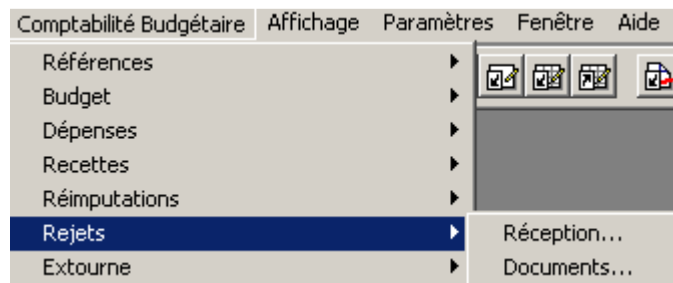 Comptabilité Budgétaire Affichage Paramètres Fenêtre Aide
Références
Budget
Dépenses
Recettes
Réimputations
Rejets Réception...
Extourne Documents...